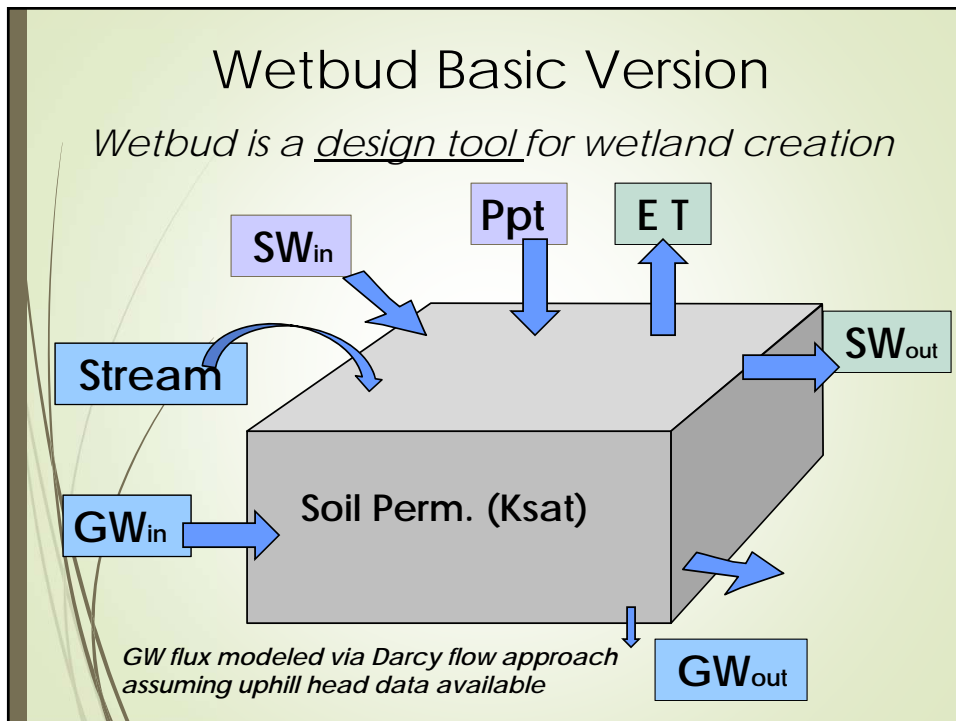 Wetbud Basic Version
Wetbud is a design tool for wetland creation
Ppt
E T
SWin
SWout
Stream
Soil Perm. (Ksat)
GWin
GW flux modeled via Darcy flow approach
assuming uphill head data available
GWout